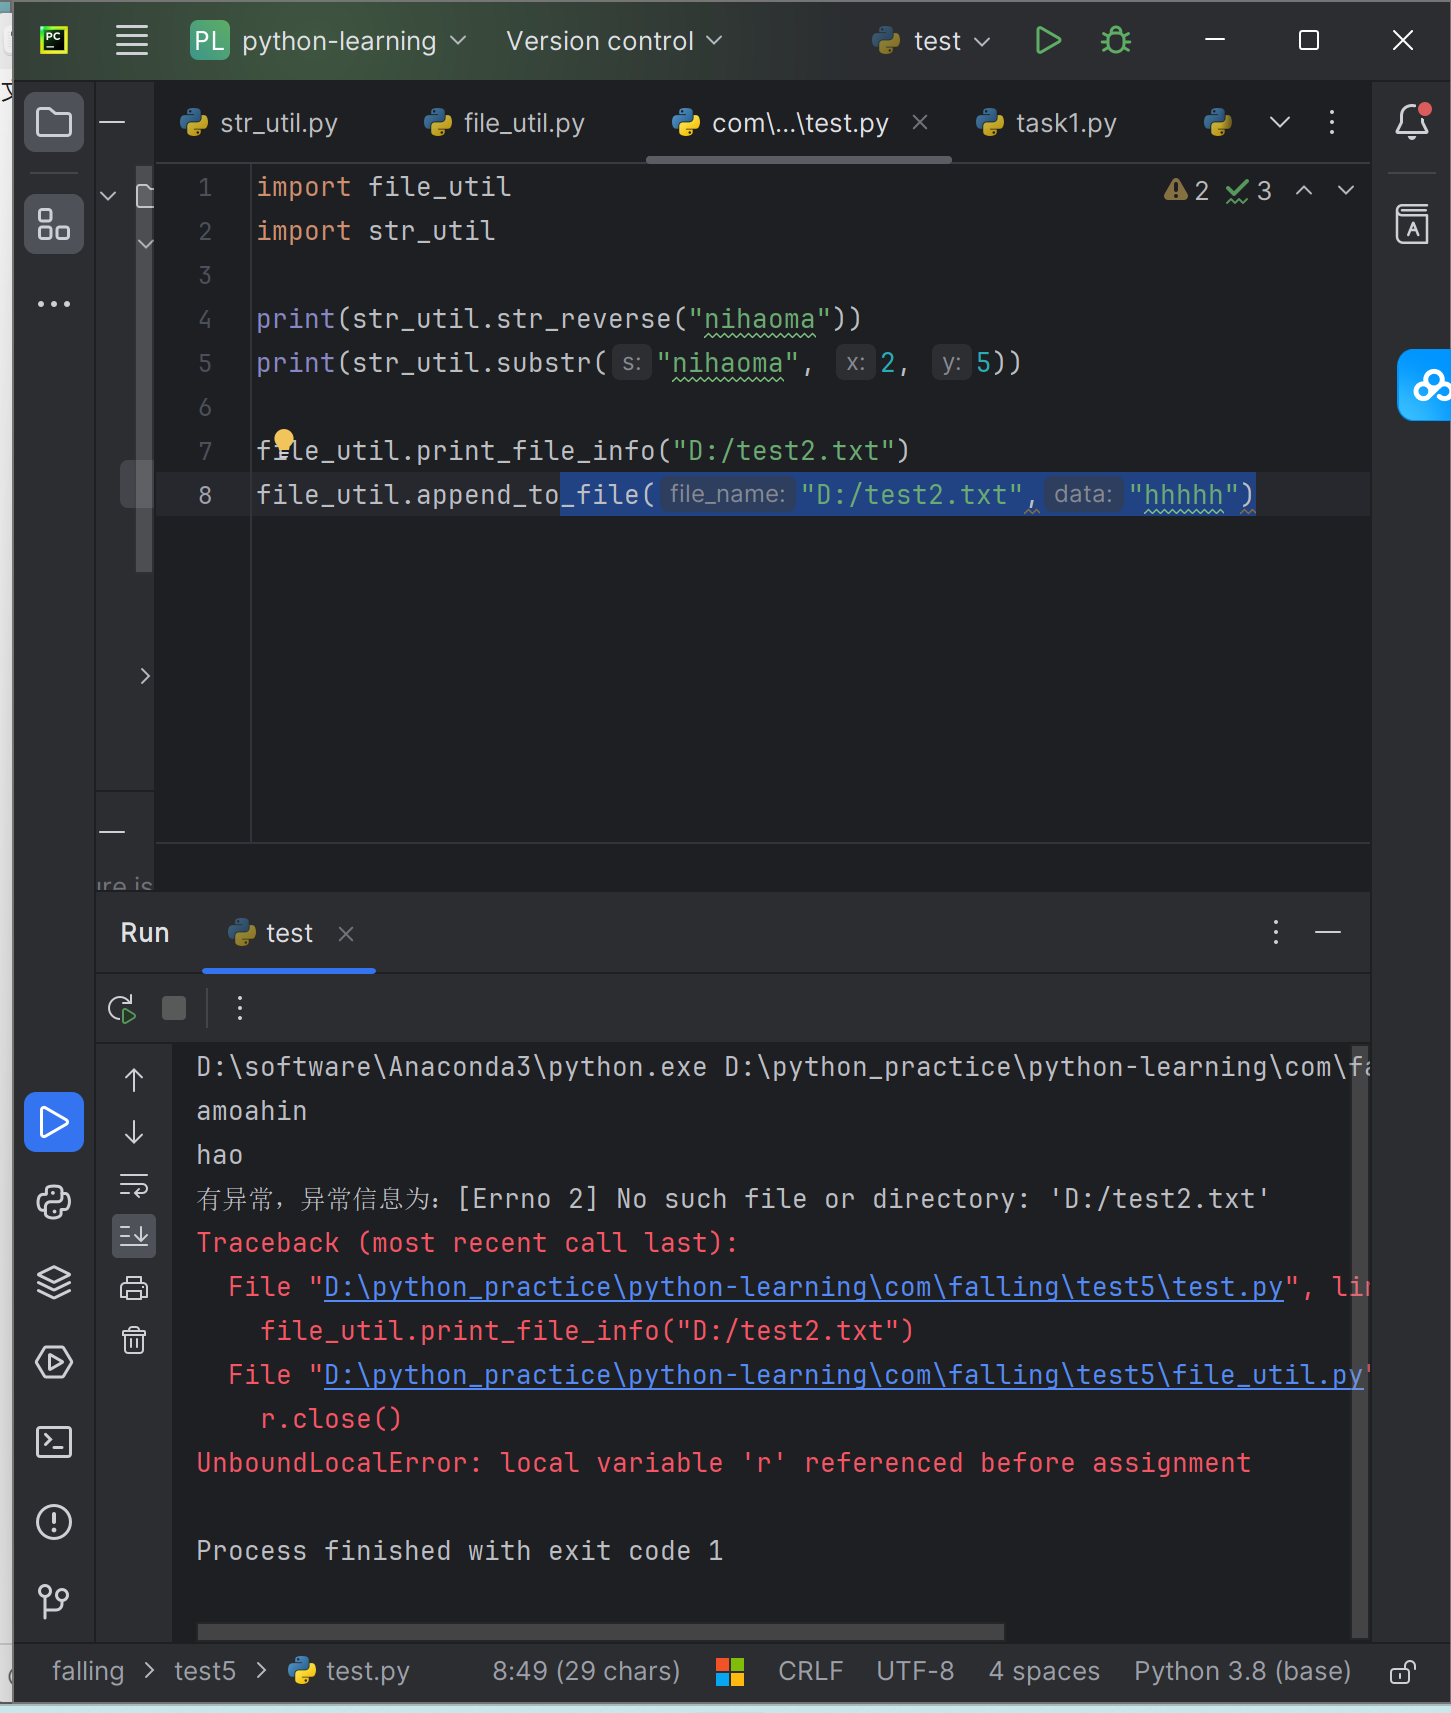 PC
PL python-learning Version control test
str_util.py file_util.py com\...\test.py task1.py
1 import file_util 2 3
2 import str_util
3
4 print(str_util.str_reverse("nihaoma"))
5 print(str_util.substr( s: "nihaoma", x: 2, y: 5))
6
7 file_util.print_file_info("D:/test2.txt")
8 file_util.append_to_file( file_name: "D:/test2.txt", data: "hhhhh")
ure is
Run test
D:\software\Anaconda3\python.exe D:\python_practice\python-learning\com\fa
amoahin
hao
有异常，异常信息为：[Errno 2] No such file or directory: 'D:/test2.txt'
Traceback (most recent call last):
File "D:\python_practice\python-learning\com\falling\test5\test.py", lin
file_util.print_file_info("D:/test2.txt")
File "D:\python_practice\python-learning\com\falling\test5\file_util.py"
r.close()
UnboundLocalError: local variable 'r' referenced before assignment
Process finished with exit code 1
falling > test5 > test.py 8:49 (29 chars) CRLF UTF-8 4 spaces Python 3.8 (base)